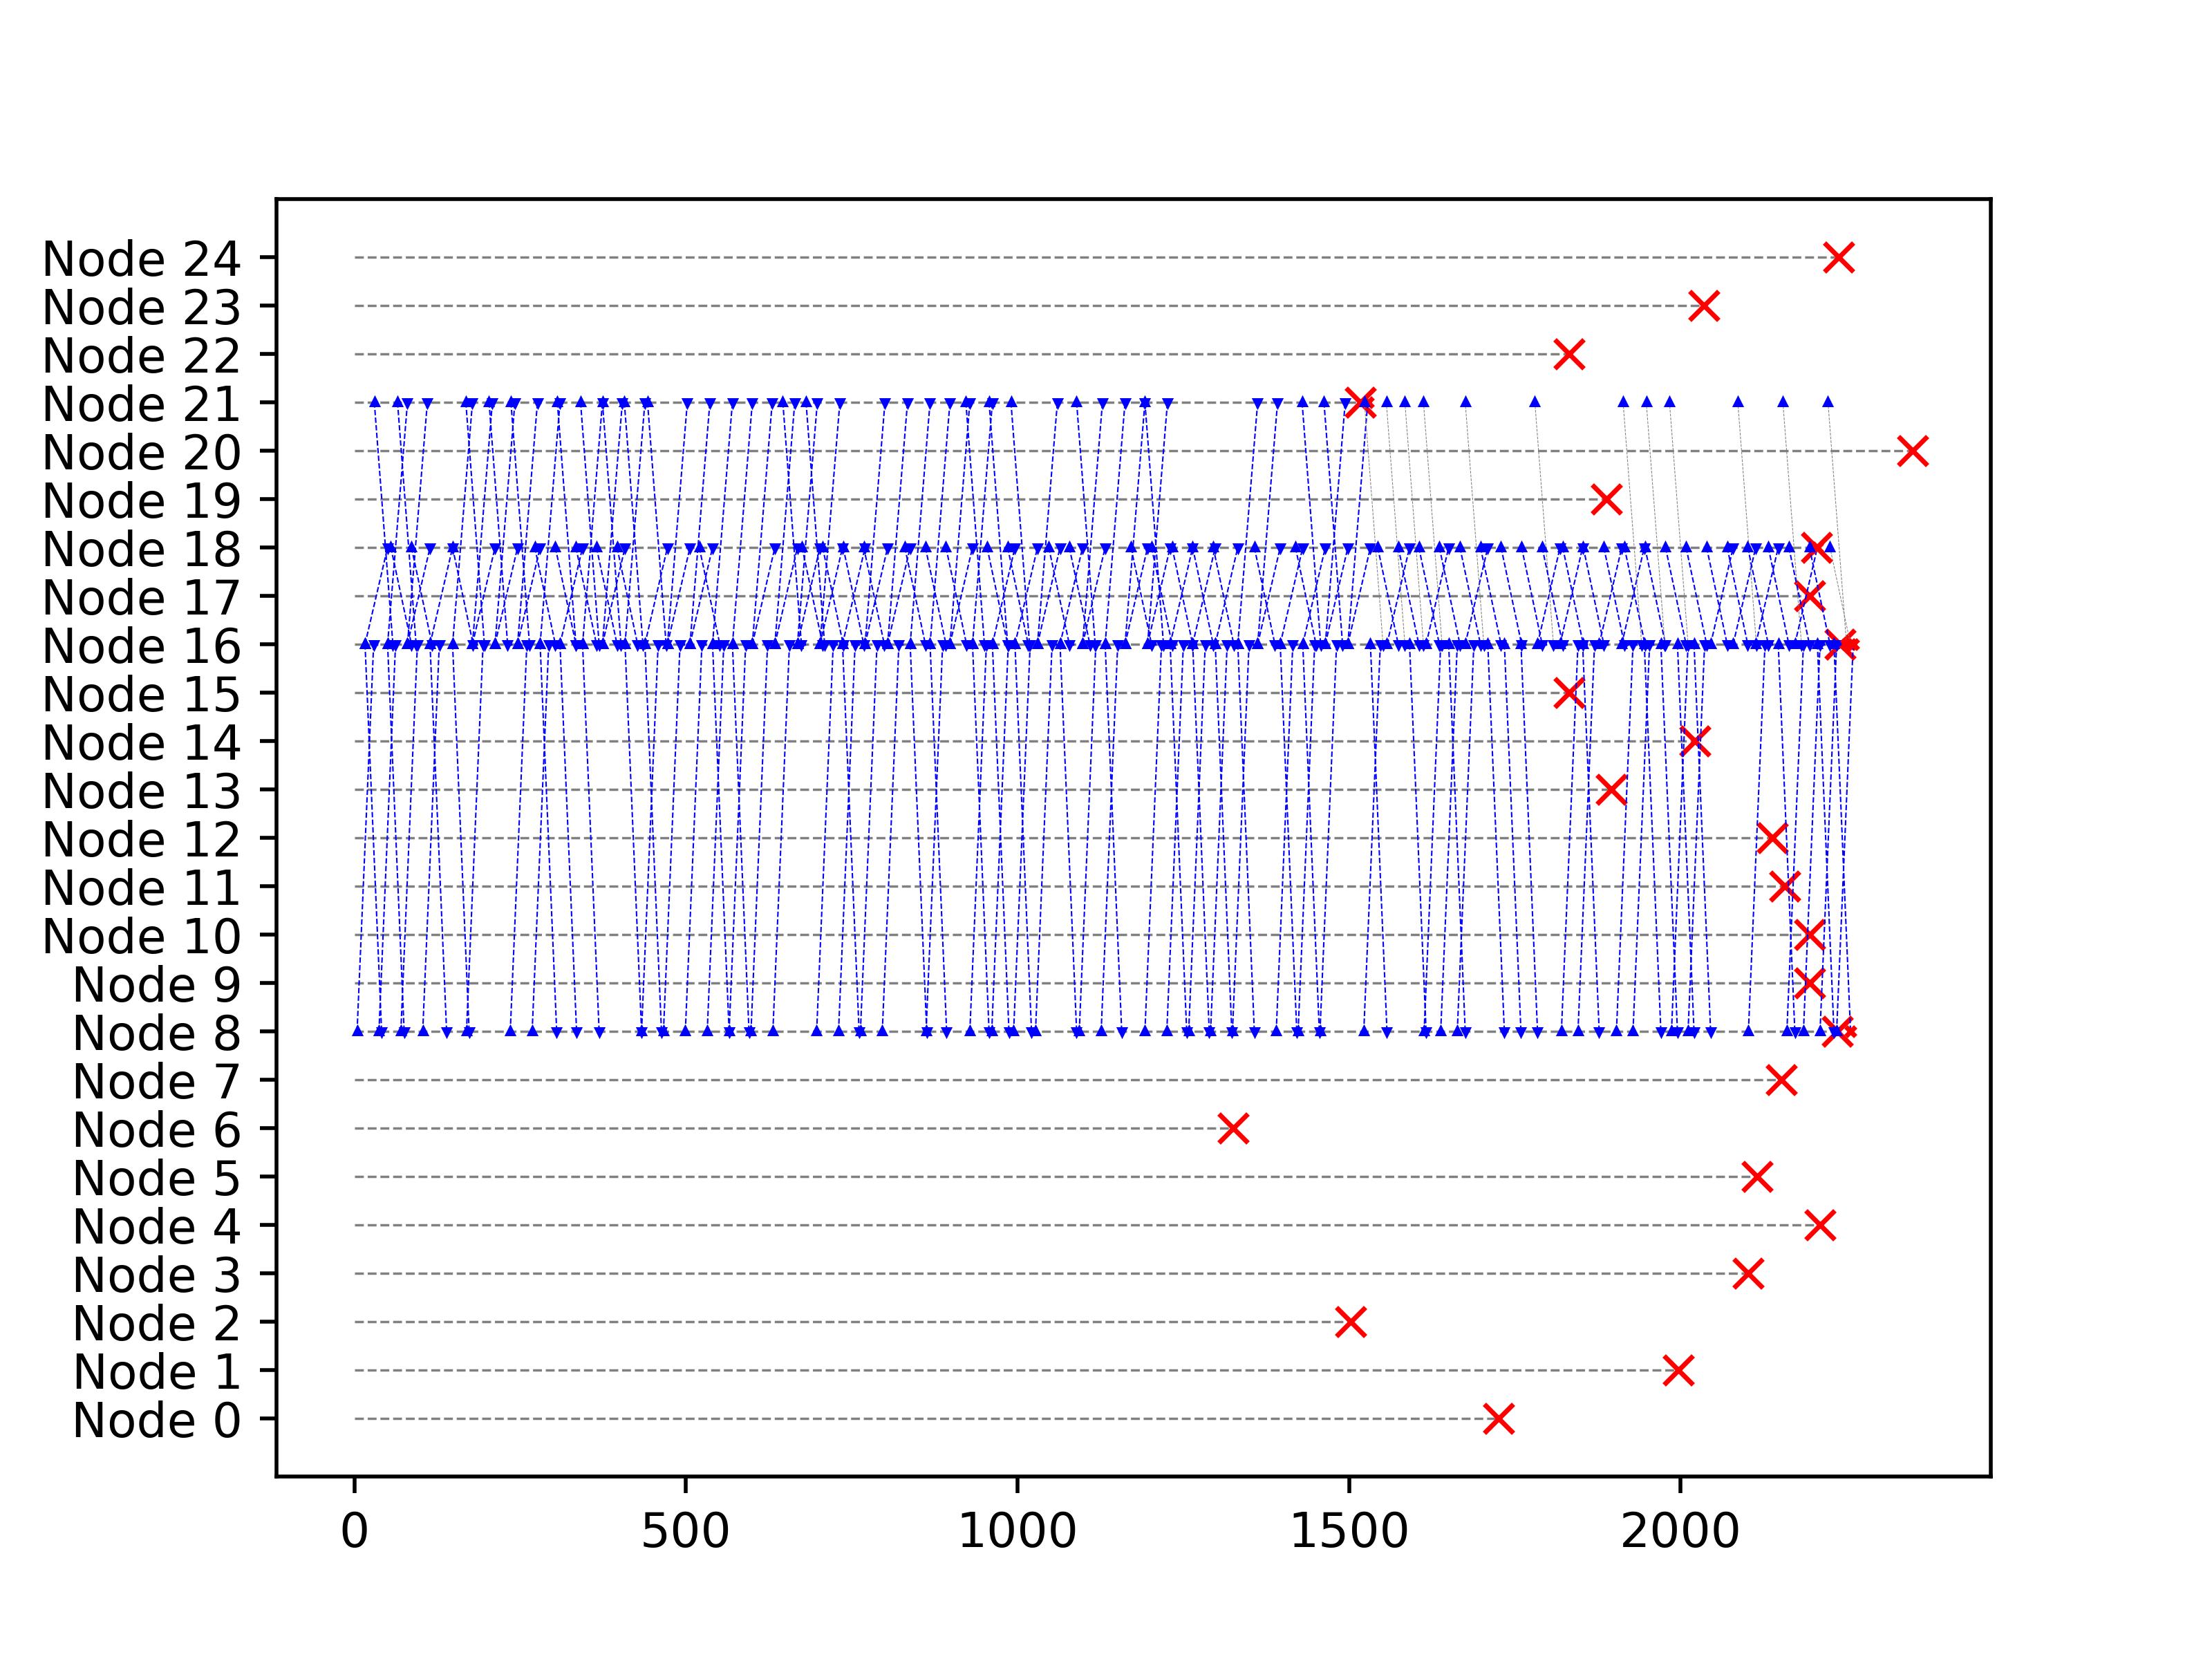 Node 24
Node 23
Node 22
Node 21
Node 20
Node 19
Node 18
Node 17
Node 16
Node 15
Node 14
Node 13
Node 12
Node 11
Node 10
Node 9
Node 8
Node 7
Node 6
Node 5
Node 4
Node 3
Node 2
Node 1
Node 0
0 500 1000 1500 2000